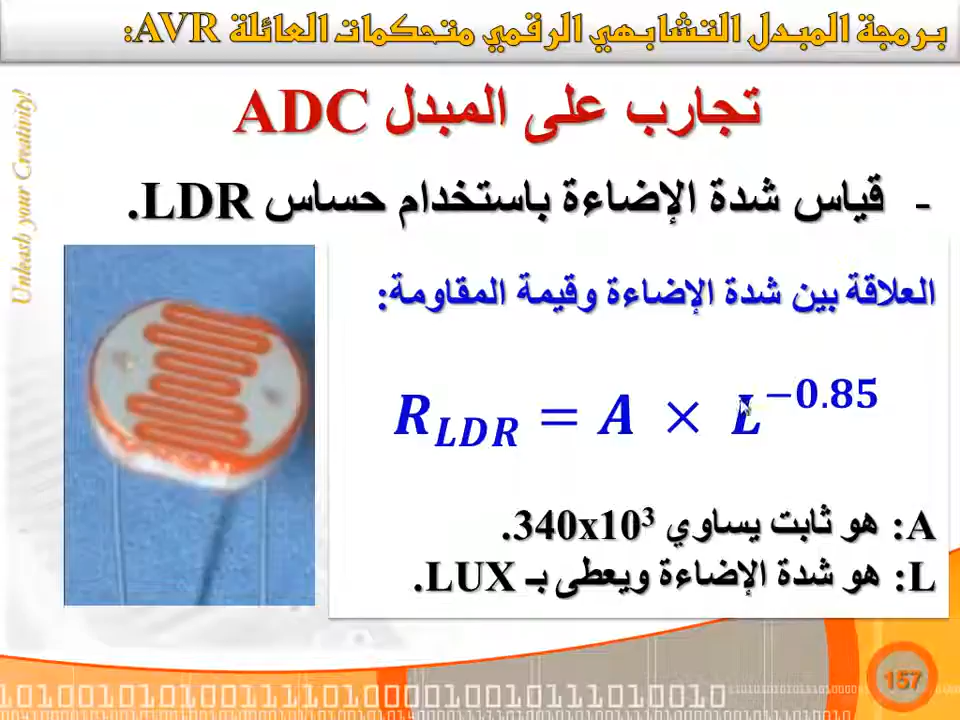 برمجة المبدل التشابهي الرقمي متحكمات العائلة AVR:
تجارب على المبدل ADC
- قياس شدة الإضاءة باستخدام حساس LDR.
Unleash your Creativity!
العلاقة بين شدة الإضاءة وقيمة المقاومة:
R_LDR = A × L^−0.85
A: هو ثابت يساوي 340x10³.
L: هو شدة الإضاءة ويعطى بـ LUX.
157